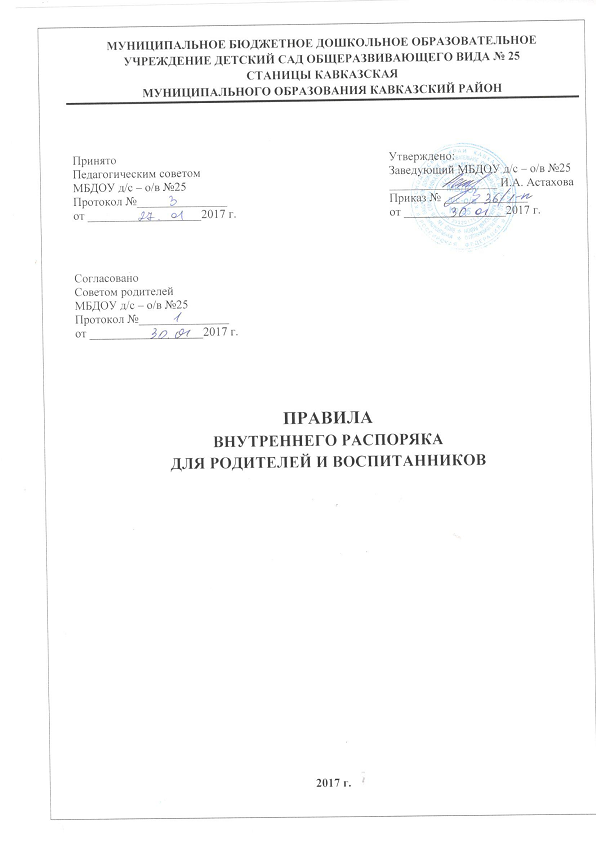 МУНИЦИПАЛЬНОЕ БЮДЖЕТНОЕ ДОШКОЛЬНОЕ ОБРАЗОВАТЕЛЬНОЕ
УЧРЕЖДЕНИЕ ДЕТСКИЙ САД ОБЩЕРАЗВИВАЮЩЕГО ВИДА № 25
СТАНИЦЫ КАВКАЗСКАЯ
МУНИЦИПАЛЬНОГО ОБРАЗОВАНИЯ КАВКАЗСКИЙ РАЙОН
Принято
Педагогическим советом
МБДОУ д/с – о/в №25
Протокол № 3
от 27.01 2017 г.
Утверждено:
Заведующий МБДОУ д/с – о/в №25
И.А. Астахова
Приказ № 36/1-п
от 30.01 2017 г.
Согласовано
Советом родителей
МБДОУ д/с – о/в №25
Протокол № 1
от 30.01 2017 г.
ПРАВИЛА
ВНУТРЕННЕГО РАСПОРЯКА
ДЛЯ РОДИТЕЛЕЙ И ВОСПИТАННИКОВ
2017 г.